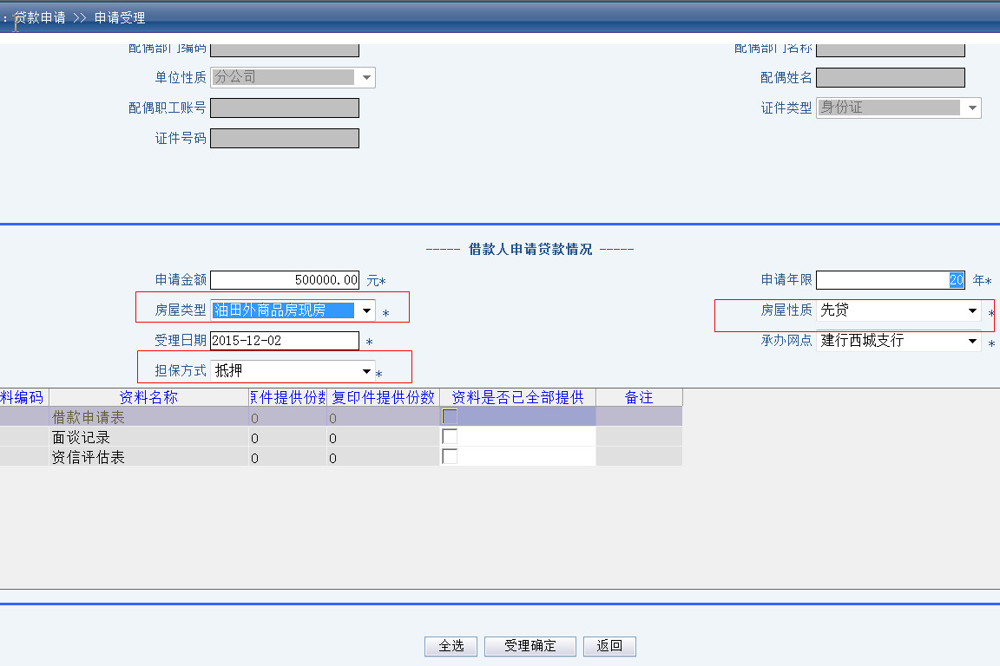 : 贷款申请 >> 申请受理
配偶部门编码 配偶部门名称
单位性质 分公司 配偶姓名
配偶职工账号 证件类型 身份证
证件号码
----- 借款人申请贷款情况 -----
申请金额 500000.00 元* 申请年限 20 年*
房屋类型 油田外商品房现房 * 房屋性质 先贷 *
受理日期 2015-12-02 * 承办网点 建行西城支行 *
担保方式 抵押 *
料编码 资料名称 件提供份数 复印件提供份数 资料是否已全部提供 备注
借款申请表 0 0
面谈记录 0 0
资信评估表 0 0
全选 受理确定 返回